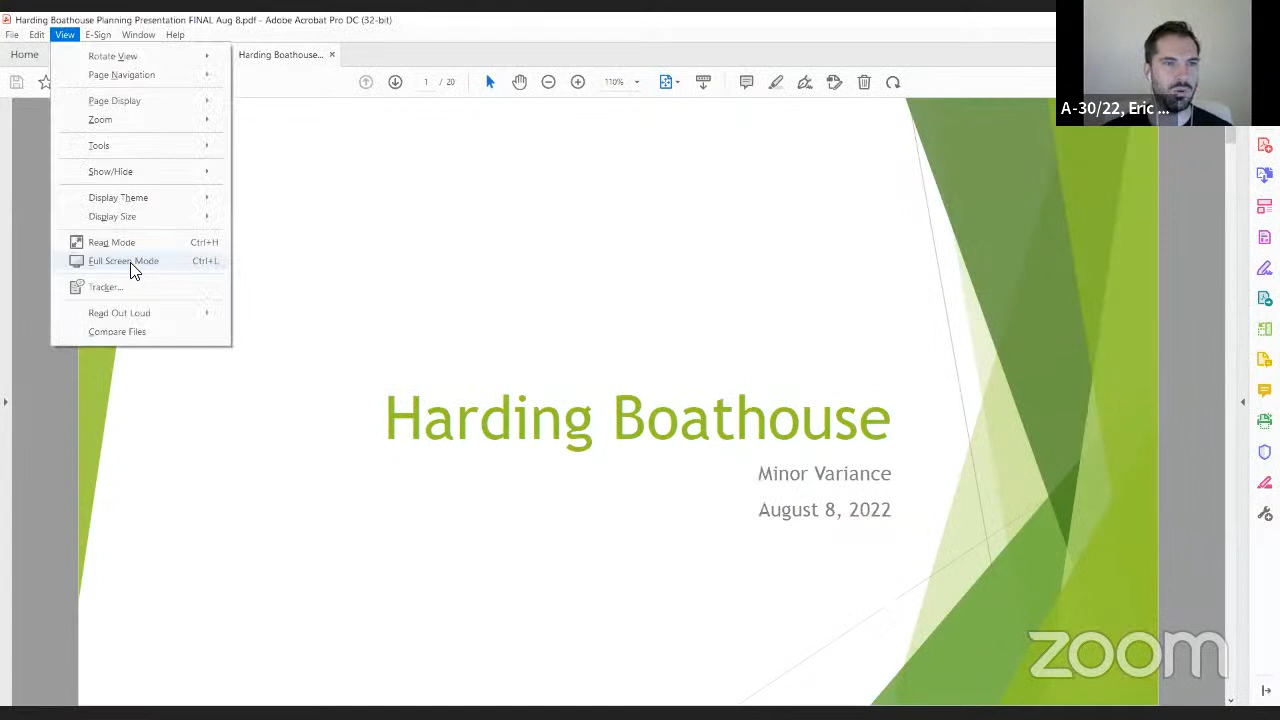 Harding Boathouse Planning Presentation FINAL Aug 8.pdf - Adobe Acrobat Pro DC (32-bit)
File Edit View E-Sign Window Help
Home Harding Boathouse... ×
1 / 20 110%
Rotate View
Page Navigation
Page Display
Zoom
Tools
Show/Hide
Display Theme
Display Size
Read Mode Ctrl+H
Full Screen Mode Ctrl+L
Tracker...
Read Out Loud
Compare Files
A-30/22, Eric ...
Harding Boathouse
Minor Variance
August 8, 2022
zoom